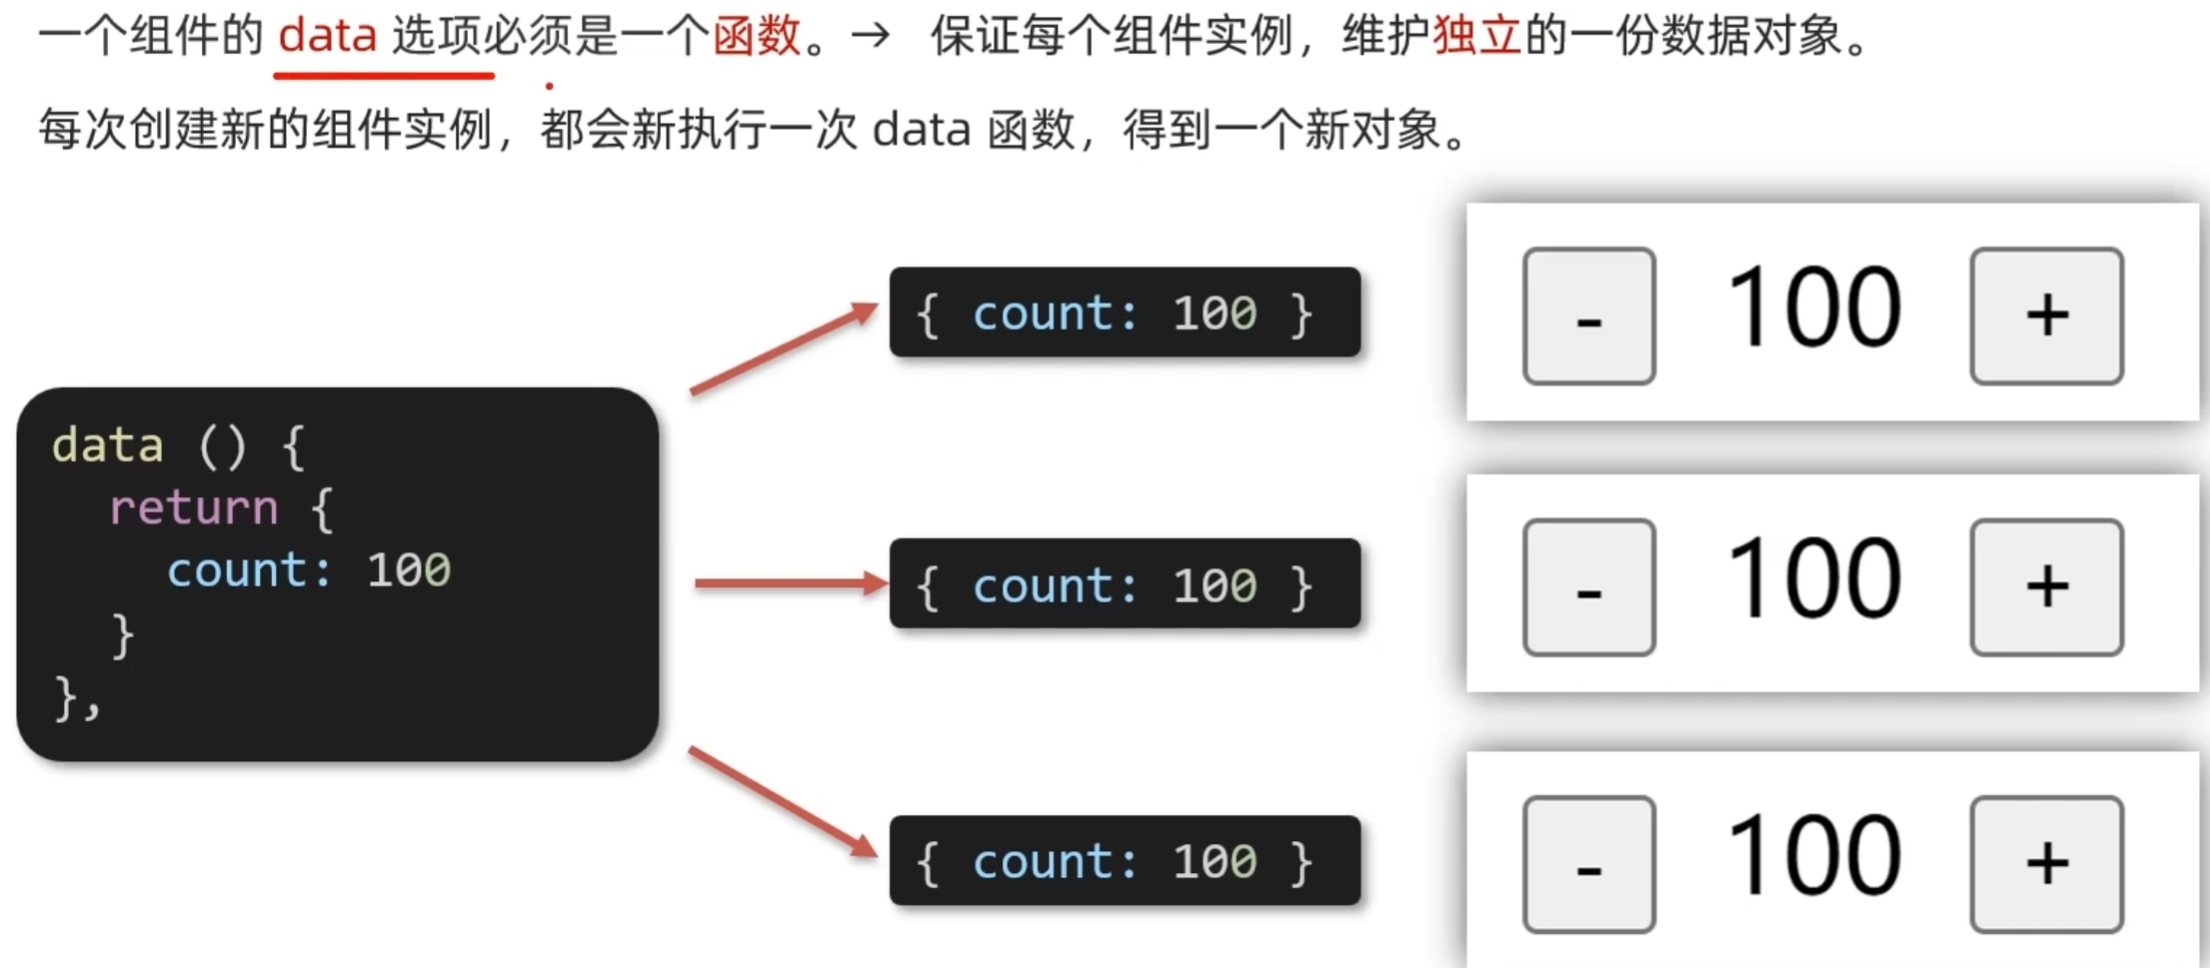 一个组件的 data 选项必须是一个函数。→ 保证每个组件实例，维护独立的一份数据对象。
每次创建新的组件实例，都会新执行一次 data 函数，得到一个新对象。
data () {
  return {
    count: 100
  }
},
{ count: 100 }
- 100 +
{ count: 100 }
- 100 +
{ count: 100 }
- 100 +